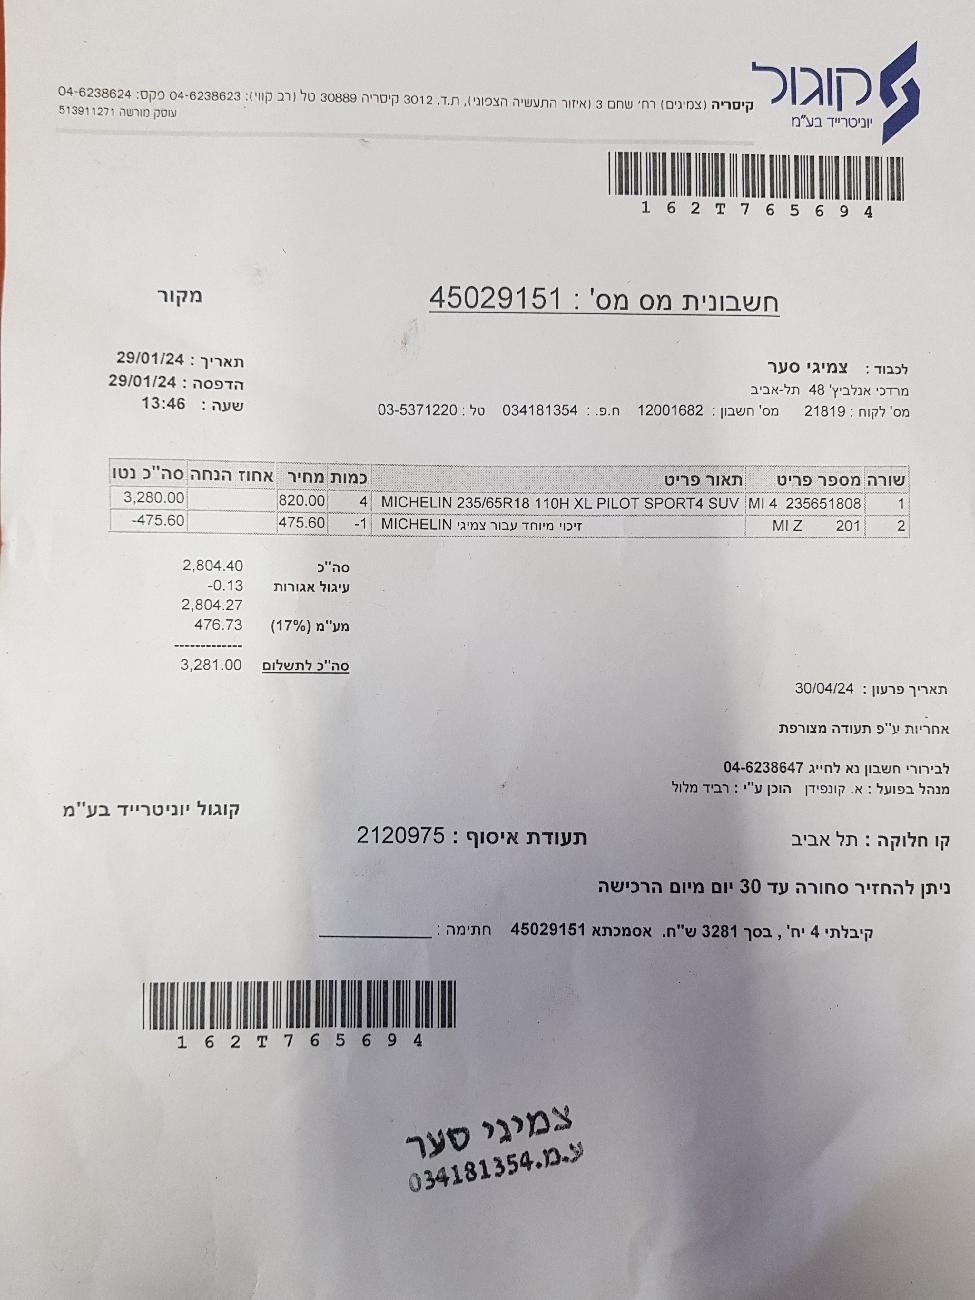 קוגול
יוניטרייד בע"מ
קיסריה (צמיגים) רח׳ שחם 3 (איזור התעשיה הצפוני), ת.ד. 3012 קיסריה 30889 טל (רב קווי): 04-6238623 פקס: 04-6238624
עוסק מורשה 513911271
162T765694
חשבונית מס מס' : 45029151
מקור
לכבוד : צמיגי סער
מרדכי אנלביץ' 48 תל-אביב
מס' לקוח : 21819 מס' חשבון : 12001682 ח.פ. : 034181354 טל : 03-5371220
תאריך : 29/01/24
הדפסה : 29/01/24
שעה : 13:46
שורה מספר פריט תאור פריט כמות מחיר אחוז הנחה סה"כ נטו
1 MI 4 235651808 MICHELIN 235/65R18 110H XL PILOT SPORT4 SUV 4 820.00 3,280.00
2 MI Z 201 זיכוי מיוחד עבור צמיגי MICHELIN -1 475.60 -475.60
סה"כ 2,804.40
עיגול אגורות -0.13
2,804.27
מע"מ (17%) 476.73
-------------
סה"כ לתשלום 3,281.00
תאריך פרעון : 30/04/24
אחריות ע"פ תעודה מצורפת
לבירורי חשבון נא לחייג 04-6238647
מנהל בפועל : א. קונפידן הוכן ע"י : רביד מלול
קוגול יוניטרייד בע"מ
קו חלוקה : תל אביב תעודת איסוף : 2120975
ניתן להחזיר סחורה עד 30 יום מיום הרכישה
קיבלתי 4 יח' , בסך 3281 ש"ח. אסמכתא 45029151 חתימה : ____________
162T765694
צמיגי סער
ע.מ.034181354